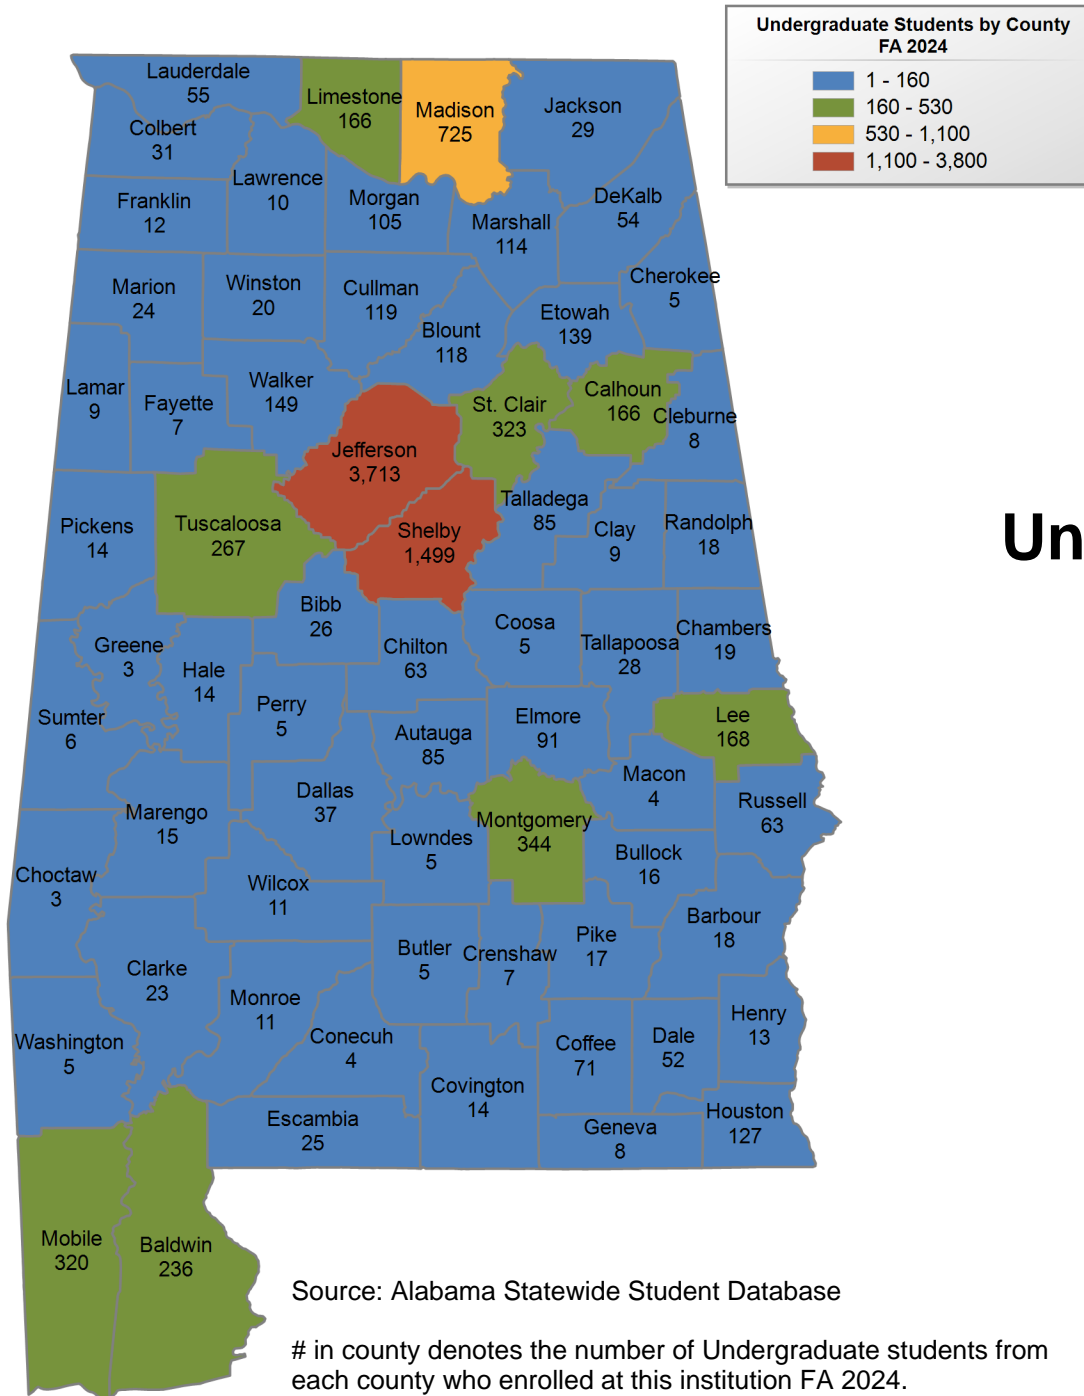 Undergraduate Students by County
FA 2024
1 - 160
160 - 530
530 - 1,100
1,100 - 3,800
Lauderdale
55
Limestone
166
Madison
725
Jackson
29
Colbert
31
Lawrence
10
Franklin
12
Morgan
105
Marshall
114
DeKalb
54
Marion
24
Winston
20
Cullman
119
Blount
118
Etowah
139
Cherokee
5
Lamar
9
Fayette
7
Walker
149
Jefferson
3,713
St. Clair
323
Calhoun
166
Cleburne
8
Pickens
14
Tuscaloosa
267
Shelby
1,499
Talladega
85
Clay
9
Randolph
18
Un
Bibb
26
Greene
3
Hale
14
Chilton
63
Coosa
5
Tallapoosa
28
Chambers
19
Sumter
6
Perry
5
Autauga
85
Elmore
91
Lee
168
Marengo
15
Dallas
37
Lowndes
5
Montgomery
344
Macon
4
Russell
63
Choctaw
3
Wilcox
11
Bullock
16
Clarke
23
Butler
5
Crenshaw
7
Pike
17
Barbour
18
Washington
5
Monroe
11
Conecuh
4
Coffee
71
Dale
52
Henry
13
Escambia
25
Covington
14
Geneva
8
Houston
127
Mobile
320
Baldwin
236
Source: Alabama Statewide Student Database
# in county denotes the number of Undergraduate students from
each county who enrolled at this institution FA 2024.